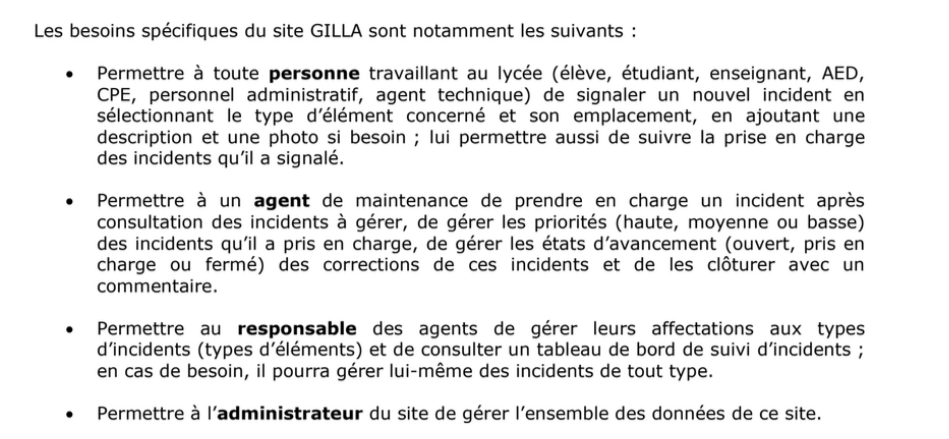 Les besoins spécifiques du site GILLA sont notamment les suivants :
• Permettre à toute personne travaillant au lycée (élève, étudiant, enseignant, AED,
CPE, personnel administratif, agent technique) de signaler un nouvel incident en
sélectionnant le type d'élément concerné et son emplacement, en ajoutant une
description et une photo si besoin ; lui permettre aussi de suivre la prise en charge
des incidents qu'il a signalé.
• Permettre à un agent de maintenance de prendre en charge un incident après
consultation des incidents à gérer, de gérer les priorités (haute, moyenne ou basse)
des incidents qu'il a pris en charge, de gérer les états d'avancement (ouvert, pris en
charge ou fermé) des corrections de ces incidents et de les clôturer avec un
commentaire.
• Permettre au responsable des agents de gérer leurs affectations aux types
d'incidents (types d'éléments) et de consulter un tableau de bord de suivi d'incidents ;
en cas de besoin, il pourra gérer lui-même des incidents de tout type.
• Permettre à l'administrateur du site de gérer l'ensemble des données de ce site.